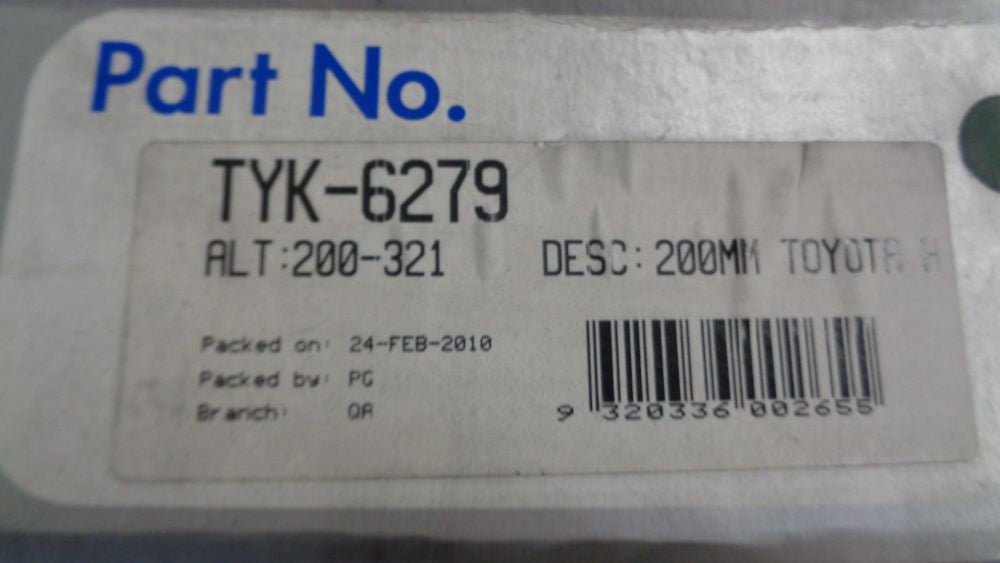 Part No.
TYK-6279
ALT:200-321 DESC: 200MM TOYOTA H
Packed on: 24-FEB-2010
Packed by: PG
Branch: QA
9 320336 002655